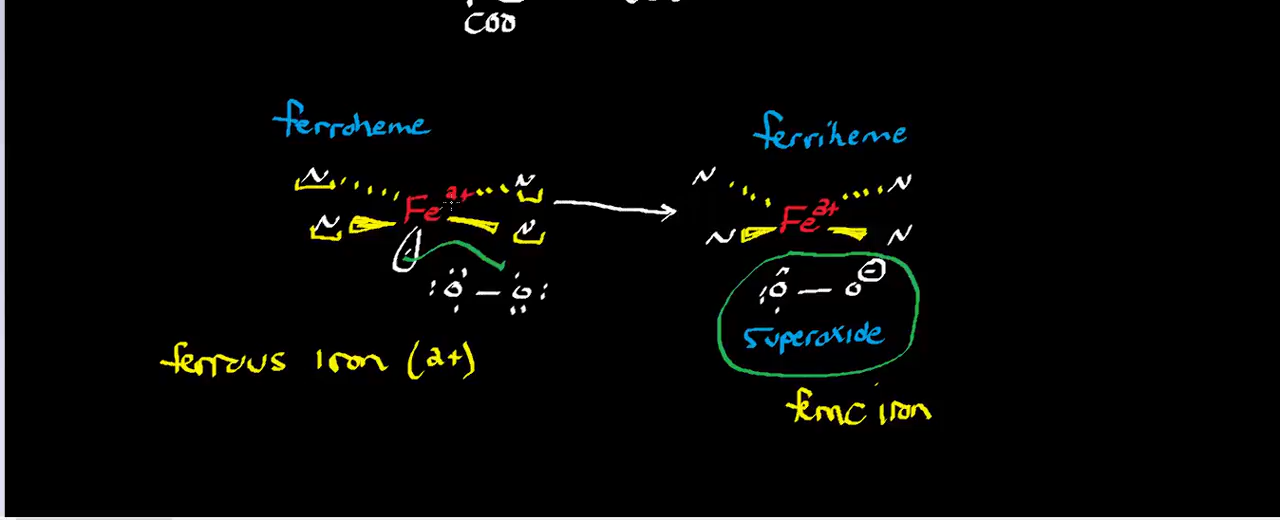 COO
ferroheme
ferriheme
N N
Fe2+
N N
N N
Fe3+
N N
:O — O:
:O — O⊖
superoxide
ferrous iron (2+)
ferric iron